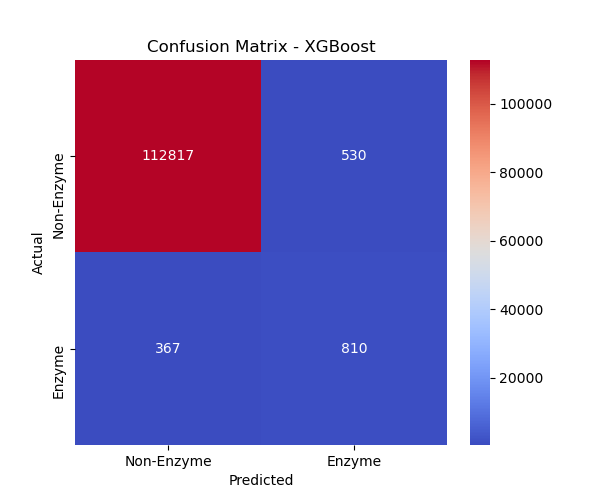 Confusion Matrix - XGBoost
Actual
Non-Enzyme
112817
530
Enzyme
367
810
Non-Enzyme
Enzyme
Predicted
100000
80000
60000
40000
20000